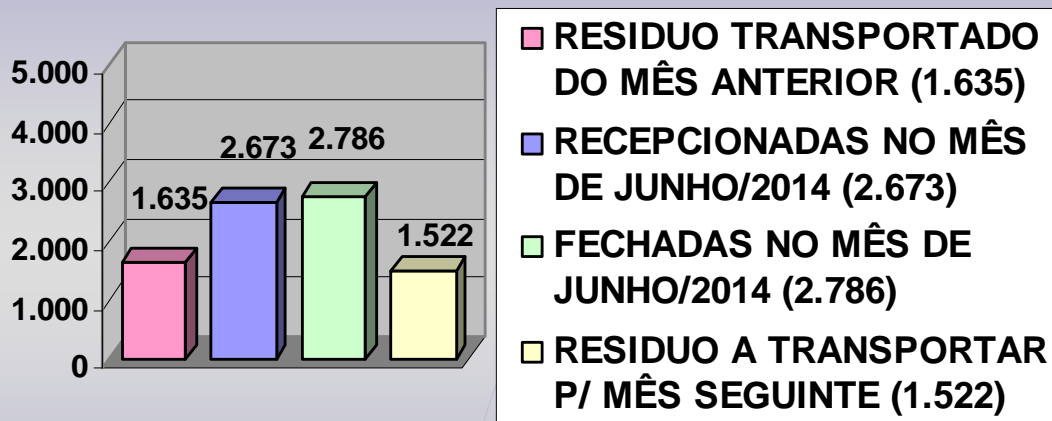 5.000
4.000
3.000
2.000
1.000
0
1.635
2.673
2.786
1.522
RESIDUO TRANSPORTADO
DO MÊS ANTERIOR (1.635)
RECEPCIONADAS NO MÊS
DE JUNHO/2014 (2.673)
FECHADAS NO MÊS DE
JUNHO/2014 (2.786)
RESIDUO A TRANSPORTAR
P/ MÊS SEGUINTE (1.522)